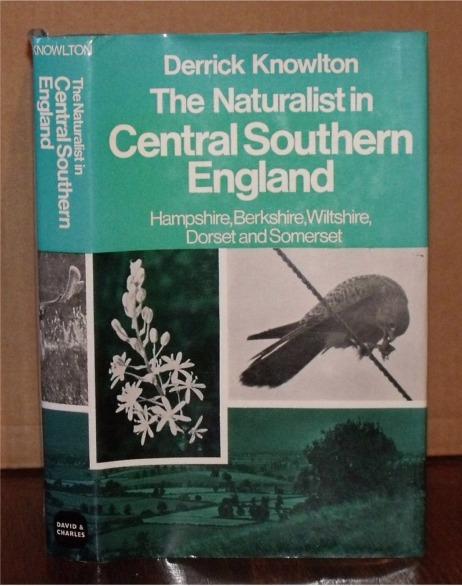 KNOWLTON
The Naturalist in
Central Southern
England
DAVID &
CHARLES
Derrick Knowlton
The Naturalist in
Central Southern
England
Hampshire, Berkshire, Wiltshire,
Dorset and Somerset